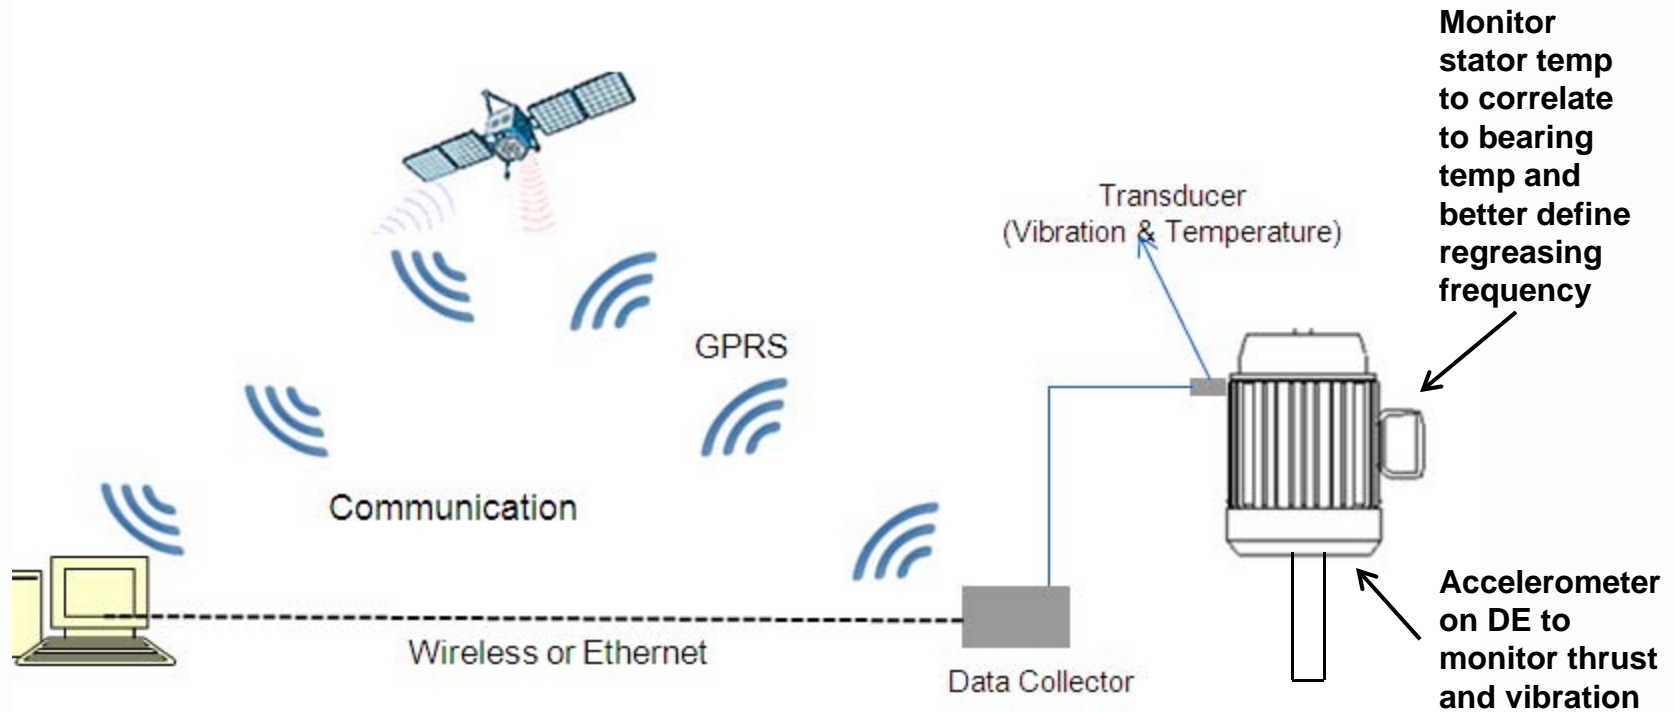 Monitor
stator temp
to correlate
to bearing
temp and
better define
regreasing
frequency
Transducer
(Vibration & Temperature)
GPRS
Communication
Wireless or Ethernet
Data Collector
Accelerometer
on DE to
monitor thrust
and vibration